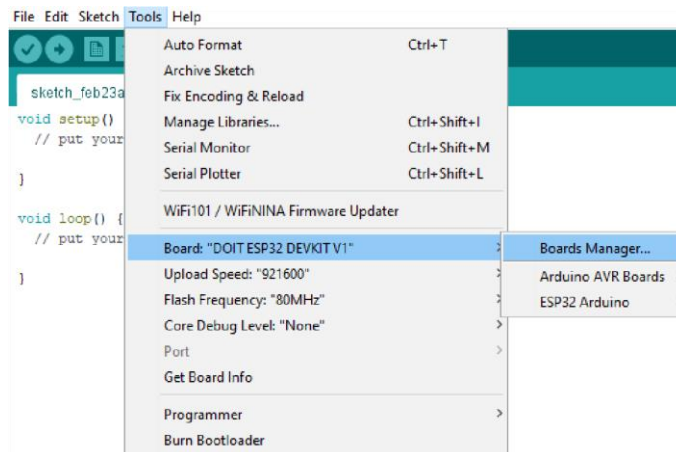 File Edit Sketch Tools Help
sketch_feb23a
void setup()
// put your
}
void loop() {
// put your
}
Auto Format Ctrl+T
Archive Sketch
Fix Encoding & Reload
Manage Libraries... Ctrl+Shift+I
Serial Monitor Ctrl+Shift+M
Serial Plotter Ctrl+Shift+L
WiFi101 / WiFiNINA Firmware Updater
Board: "DOIT ESP32 DEVKIT V1"
Upload Speed: "921600"
Flash Frequency: "80MHz"
Core Debug Level: "None"
Port
Get Board Info
Programmer
Burn Bootloader
Boards Manager...
Arduino AVR Boards
ESP32 Arduino